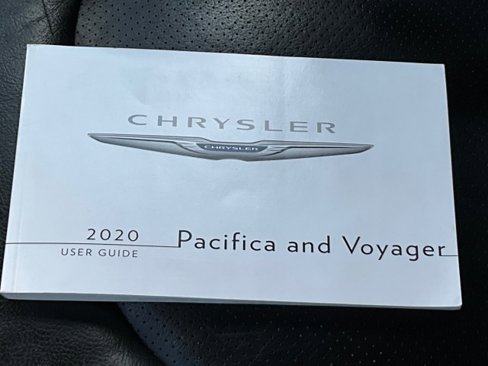 CHRYSLER
CHRYSLER
2020 Pacifica and Voyager
USER GUIDE